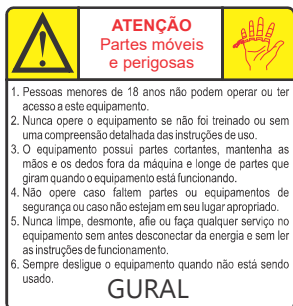 ATENÇÃO
Partes móveis
e perigosas
1. Pessoas menores de 18 anos não podem operar ou ter
acesso a este equipamento.
2. Nunca opere o equipamento se não foi treinado ou sem
uma compreensão detalhada das instruções de uso.
3. O equipamento possui partes cortantes, mantenha as
mãos e os dedos fora da máquina e longe de partes que
giram quando o equipamento está funcionando.
4. Não opere caso faltem partes ou equipamentos de
segurança ou caso não estejam em seu lugar apropriado.
5. Nunca limpe, desmonte, afie ou faça qualquer serviço no
equipamento sem antes desconectar da energia e sem ler
as instruções de funcionamento.
6. Sempre desligue o equipamento quando não está sendo
usado.
GURAL